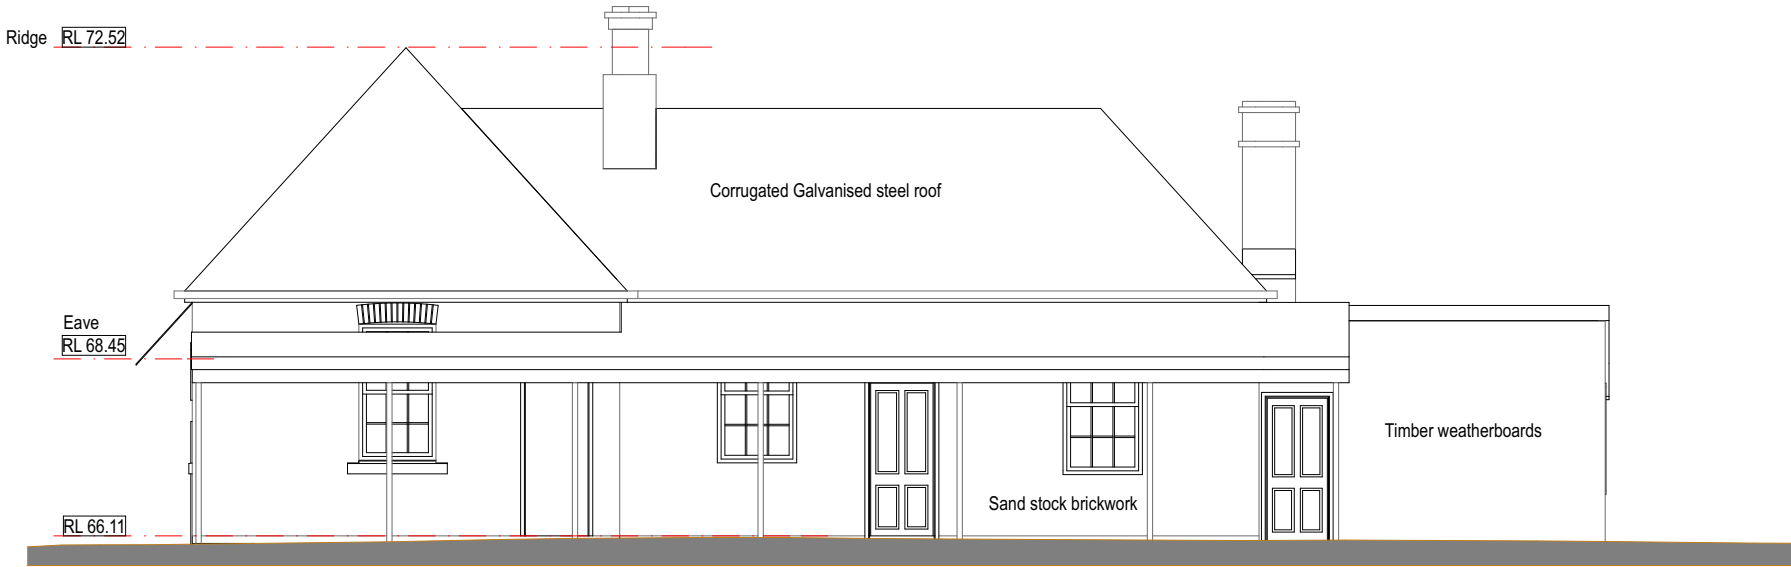 Ridge RL 72.52
Corrugated Galvanised steel roof
Eave
RL 68.45
Timber weatherboards
Sand stock brickwork
RL 66.11